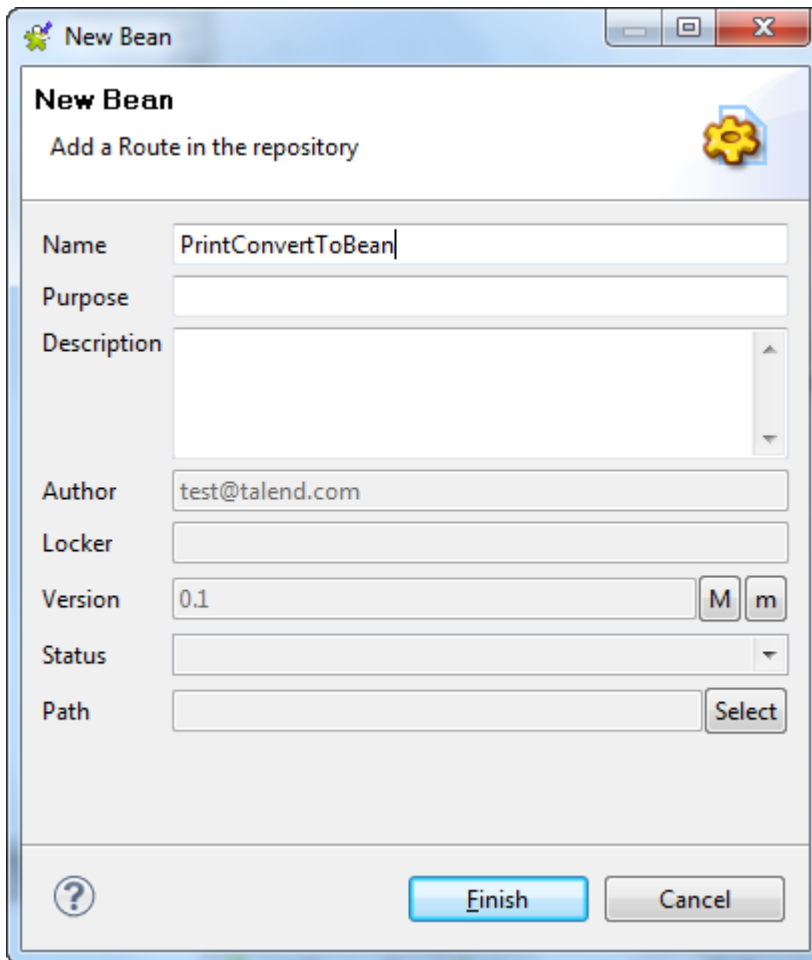 New Bean
New Bean
Add a Route in the repository
Name PrintConvertToBean
Purpose
Description
Author test@talend.com
Locker
Version 0.1 M m
Status
Path Select
? Finish Cancel